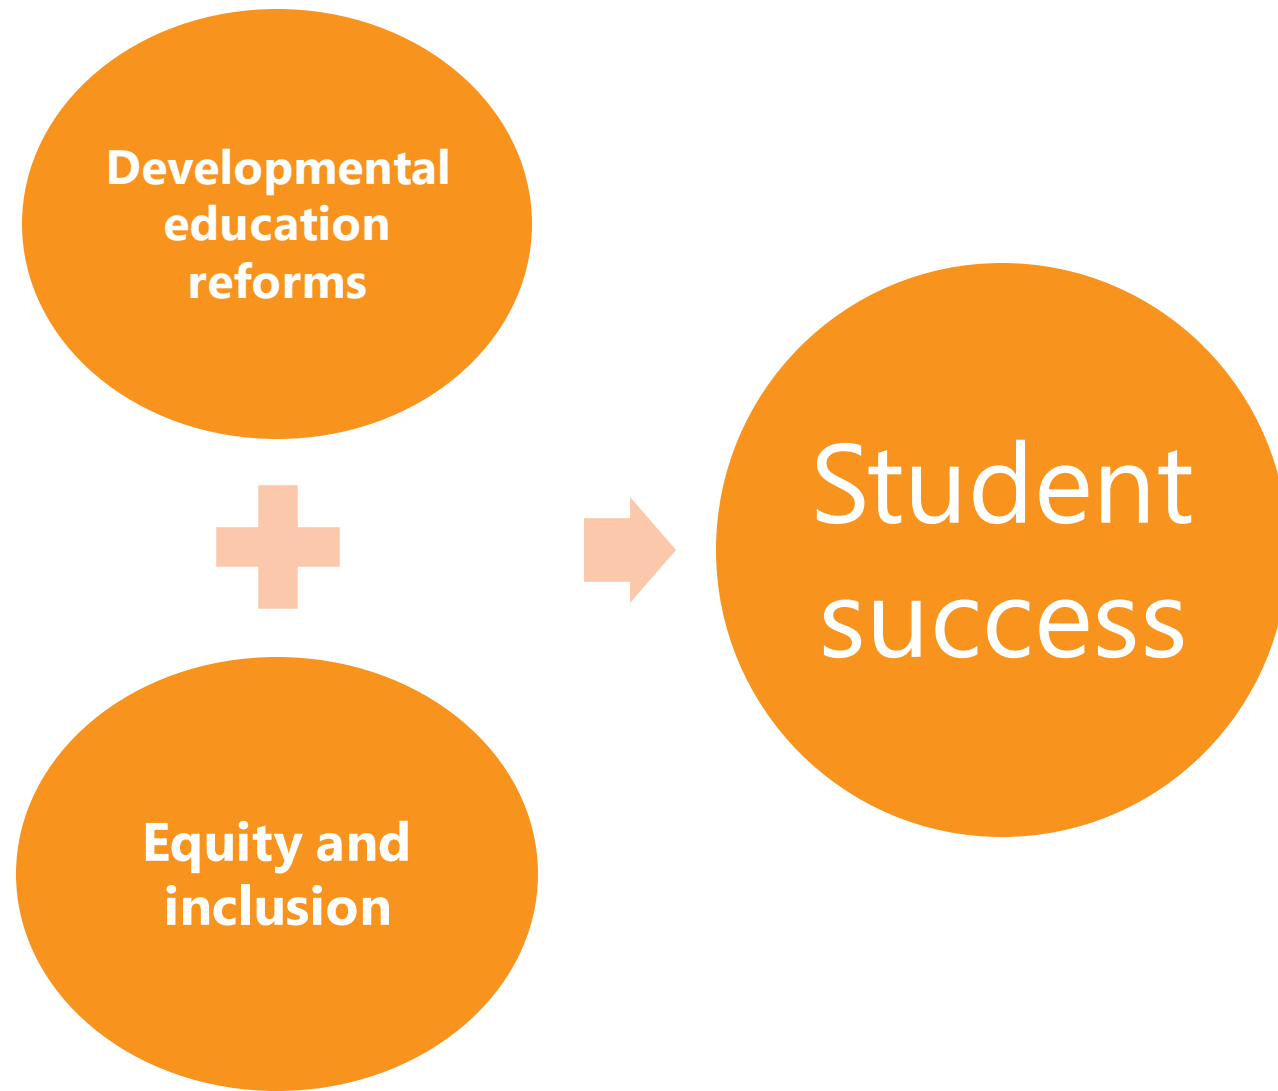 Developmental
education
reforms
Equity and
inclusion
Student
success